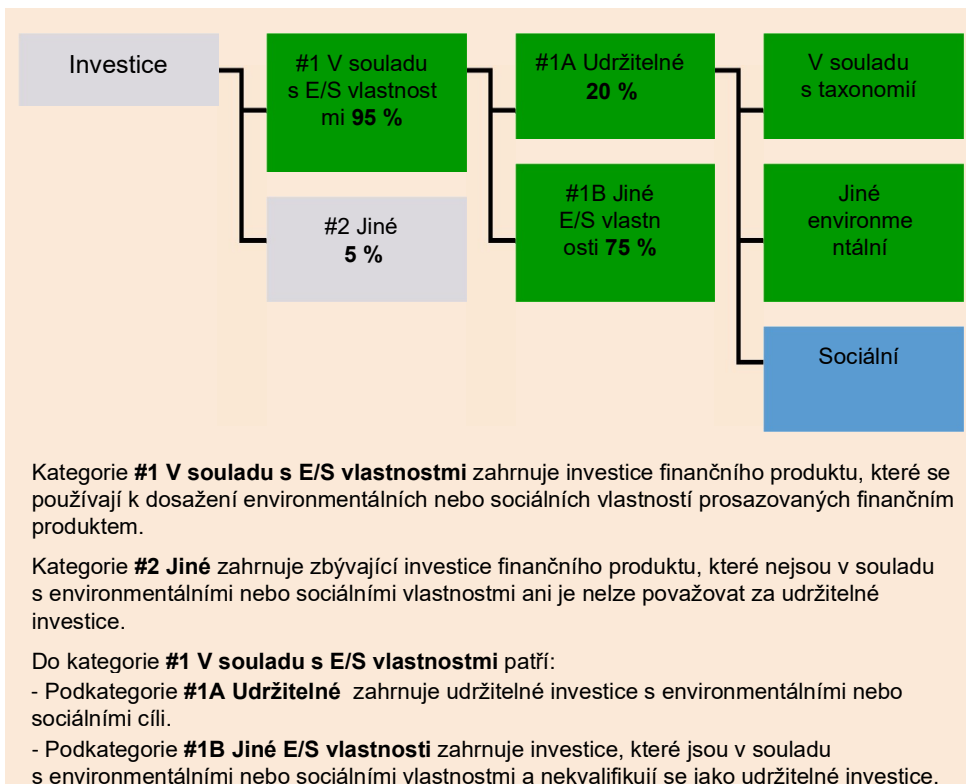 Investice
#1 V souladu
s E/S vlastnost
mi 95 %
#1A Udržitelné
20 %
V souladu
s taxonomií
#2 Jiné
5 %
#1B Jiné
E/S vlastn
osti 75 %
Jiné
environme
ntální
Sociální
Kategorie #1 V souladu s E/S vlastnostmi zahrnuje investice finančního produktu, které se
používají k dosažení environmentálních nebo sociálních vlastností prosazovaných finančním
produktem.
Kategorie #2 Jiné zahrnuje zbývající investice finančního produktu, které nejsou v souladu
s environmentálními nebo sociálními vlastnostmi ani je nelze považovat za udržitelné
investice.
Do kategorie #1 V souladu s E/S vlastnostmi patří:
- Podkategorie #1A Udržitelné zahrnuje udržitelné investice s environmentálními nebo
sociálními cíli.
- Podkategorie #1B Jiné E/S vlastnosti zahrnuje investice, které jsou v souladu
s environmentálními nebo sociálními vlastnostmi a nekvalifikují se jako udržitelné investice.